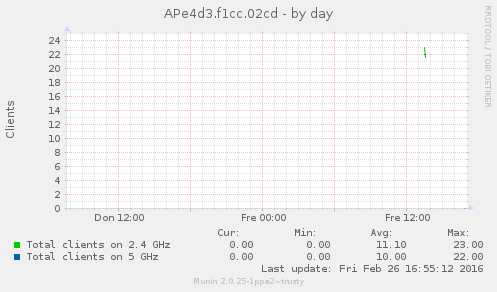 APe4d3.f1cc.02cd - by day
RRDTOOL / TOBI OETIKER
Clients
24
22
20
18
16
14
12
10
8
6
4
2
0
Don 12:00 Fre 00:00 Fre 12:00
Cur: Min: Avg: Max:
Total clients on 2.4 GHz 0.00 0.00 11.10 23.00
Total clients on 5 GHz 0.00 0.00 10.00 22.00
Last update: Fri Feb 26 16:55:12 2016
Munin 2.0.25-1ppa2~trusty